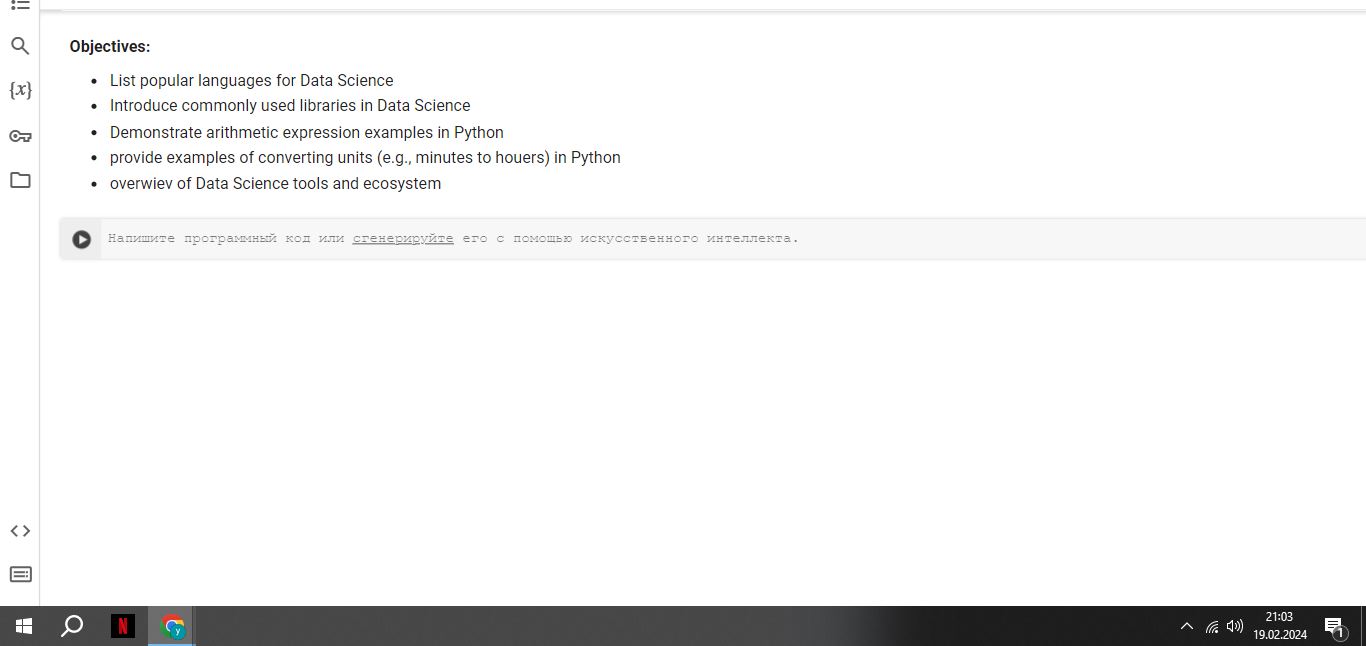 Objectives:
List popular languages for Data Science
Introduce commonly used libraries in Data Science
Demonstrate arithmetic expression examples in Python
provide examples of converting units (e.g., minutes to houers) in Python
overwiev of Data Science tools and ecosystem
{x}
Напишите программный код или сгенерируйте его с помощью искусственного интеллекта.
N
y
21:03
19.02.2024
1